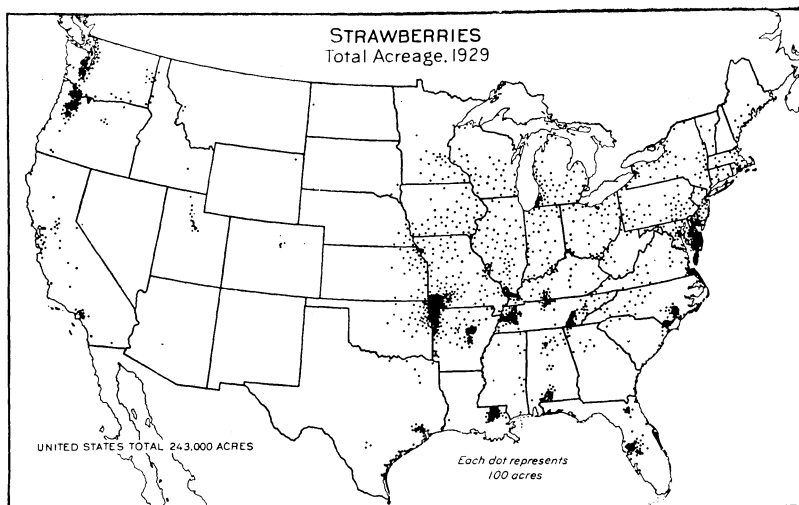 STRAWBERRIES
Total Acreage, 1929
UNITED STATES TOTAL 243,000 ACRES
Each dot represents
100 acres